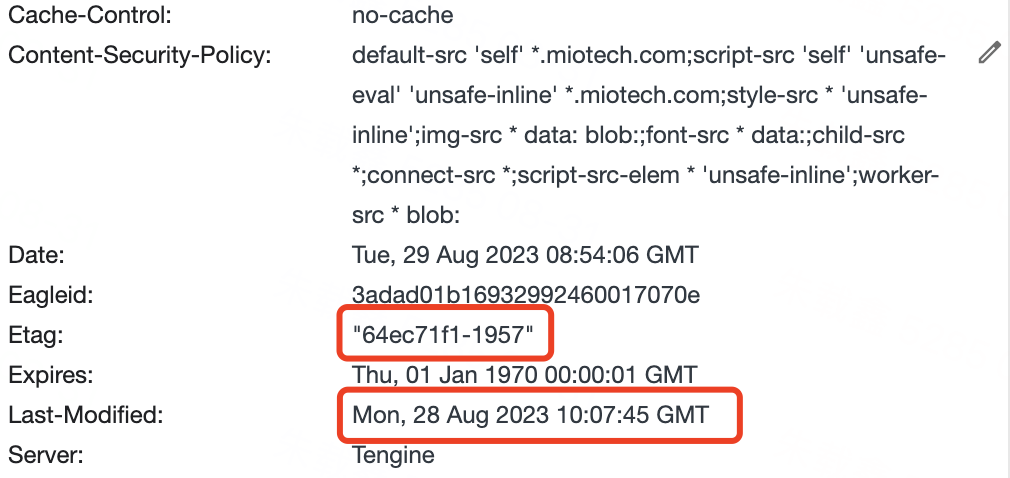 Cache-Control: no-cache
Content-Security-Policy: default-src 'self' *.miotech.com;script-src 'self' 'unsafe-
eval' 'unsafe-inline' *.miotech.com;style-src * 'unsafe-
inline';img-src * data: blob:;font-src * data:;child-src
*;connect-src *;script-src-elem * 'unsafe-inline';worker-
src * blob:
Date: Tue, 29 Aug 2023 08:54:06 GMT
Eagleid: 3adad01b16932992460017070e
Etag: "64ec71f1-1957"
Expires: Thu, 01 Jan 1970 00:00:01 GMT
Last-Modified: Mon, 28 Aug 2023 10:07:45 GMT
Server: Tengine